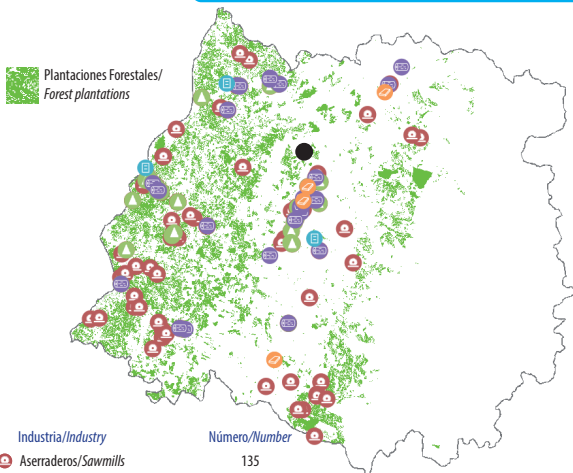 Plantaciones Forestales/
Forest plantations
Industria/Industry Número/Number
Aserraderos/Sawmills 135